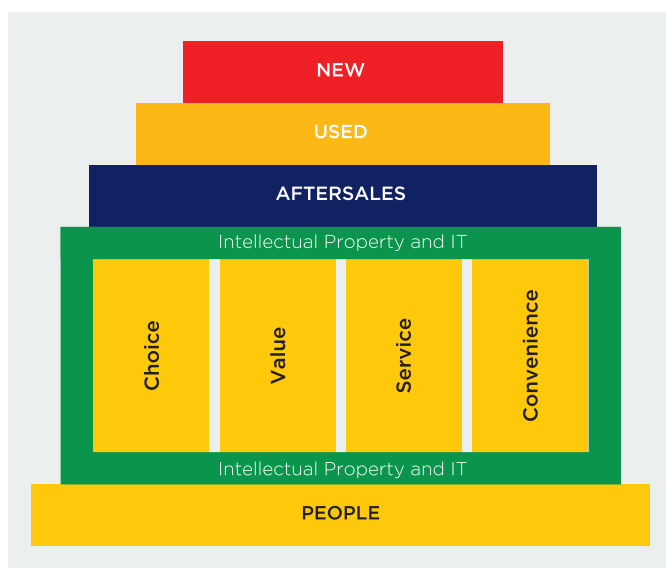 NEW
USED
AFTERSALES
Intellectual Property and IT
Choice
Value
Service
Convenience
Intellectual Property and IT
PEOPLE